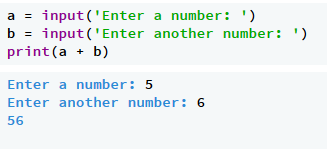 a = input('Enter a number: ')
b = input('Enter another number: ')
print(a + b)
Enter a number: 5
Enter another number: 6
56